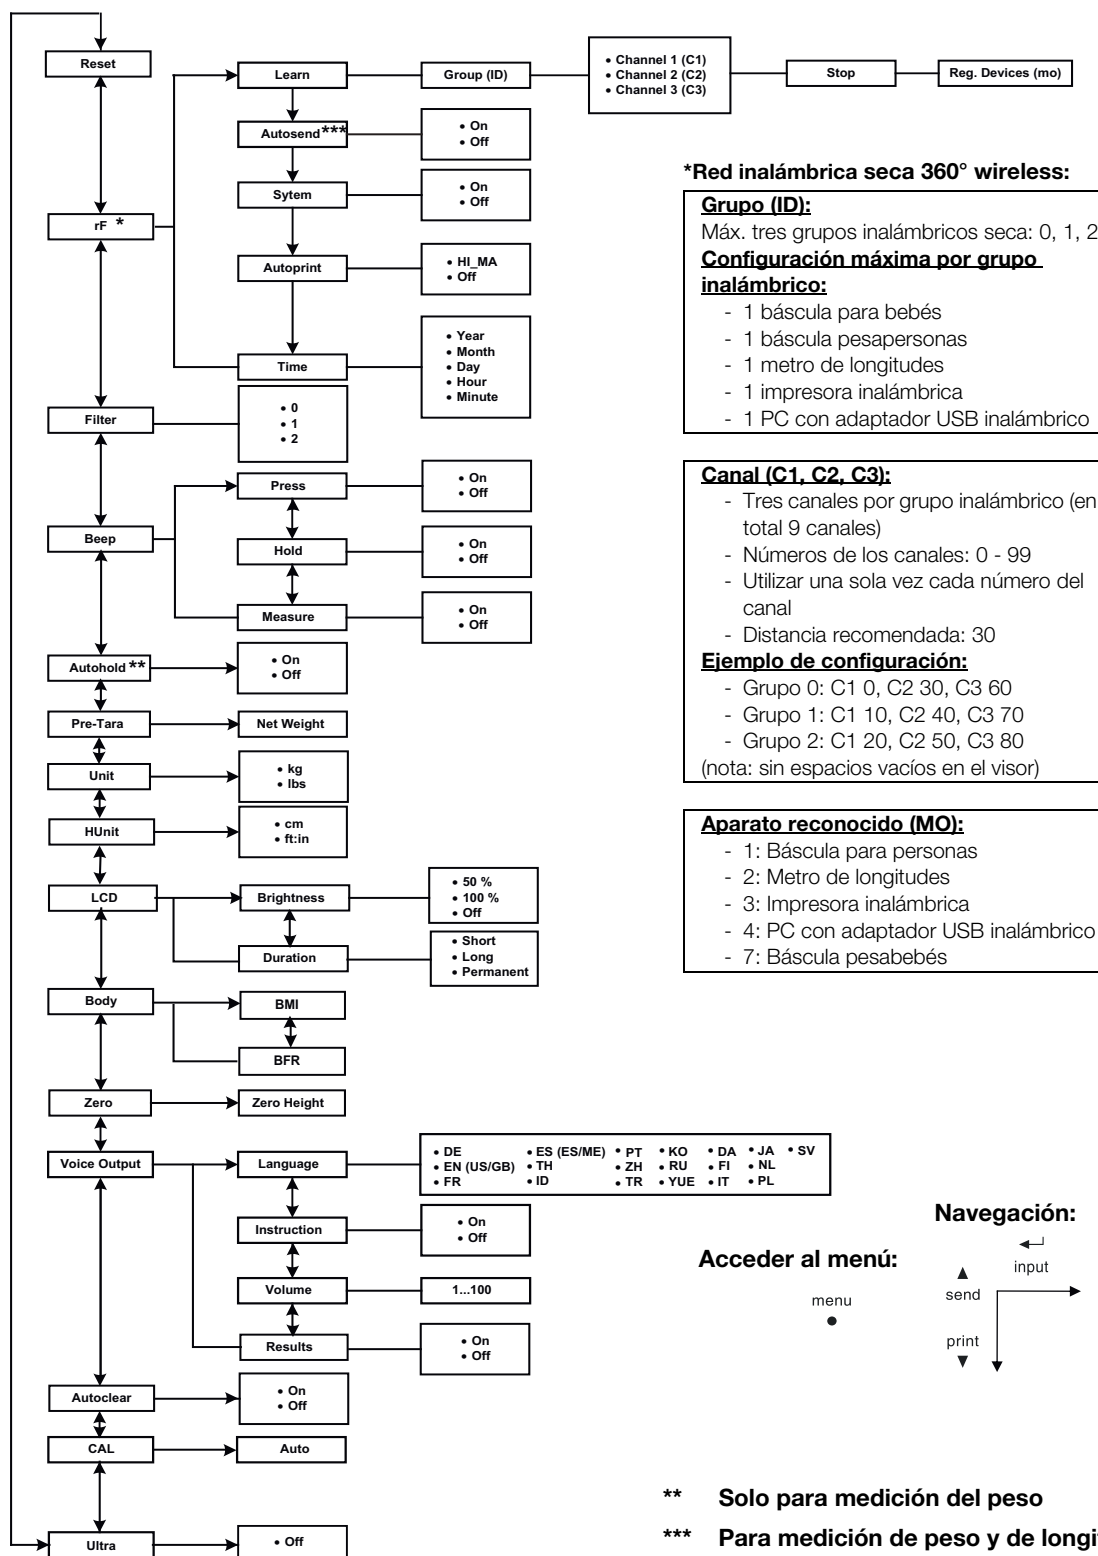 Reset
Learn
Group (ID)
• Channel 1 (C1)
• Channel 2 (C2)
• Channel 3 (C3)
Stop
Reg. Devices (mo)
Autosend***
• On
• Off
Sytem
• On
• Off
rF *
Autoprint
• HI_MA
• Off
Time
• Year
• Month
• Day
• Hour
• Minute
Filter
• 0
• 1
• 2
Beep
Press
• On
• Off
Hold
• On
• Off
Measure
• On
• Off
Autohold **
• On
• Off
Pre-Tara
Net Weight
Unit
• kg
• lbs
HUnit
• cm
• ft:in
LCD
Brightness
• 50 %
• 100 %
• Off
Duration
• Short
• Long
• Permanent
Body
BMI
BFR
Zero
Zero Height
Voice Output
Language
• DE • ES (ES/ME) • PT • KO • DA • JA • SV
• EN (US/GB) • TH • ZH • RU • FI • NL
• FR • ID • TR • YUE • IT • PL
Instruction
• On
• Off
Volume
1...100
Results
• On
• Off
Autoclear
• On
• Off
CAL
Auto
Ultra
• Off
*Red inalámbrica seca 360° wireless:
Grupo (ID):
Máx. tres grupos inalámbricos seca: 0, 1, 2
Configuración máxima por grupo
inalámbrico:
- 1 báscula para bebés
- 1 báscula pesapersonas
- 1 metro de longitudes
- 1 impresora inalámbrica
- 1 PC con adaptador USB inalámbrico
Canal (C1, C2, C3):
- Tres canales por grupo inalámbrico (en
total 9 canales)
- Números de los canales: 0 - 99
- Utilizar una sola vez cada número del
canal
- Distancia recomendada: 30
Ejemplo de configuración:
- Grupo 0: C1 0, C2 30, C3 60
- Grupo 1: C1 10, C2 40, C3 70
- Grupo 2: C1 20, C2 50, C3 80
(nota: sin espacios vacíos en el visor)
Aparato reconocido (MO):
- 1: Báscula para personas
- 2: Metro de longitudes
- 3: Impresora inalámbrica
- 4: PC con adaptador USB inalámbrico
- 7: Báscula pesabebés
Acceder al menú:
menu
Navegación:
input
send
print
** Solo para medición del peso
*** Para medición de peso y de